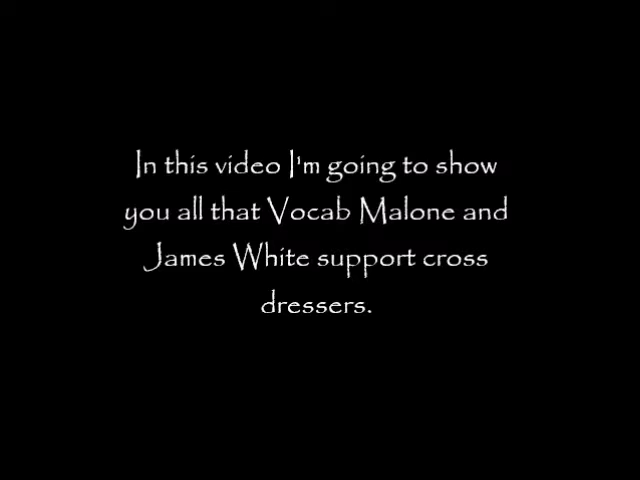 In this video I'm going to show
you all that Vocab Malone and
James White support cross
dressers.